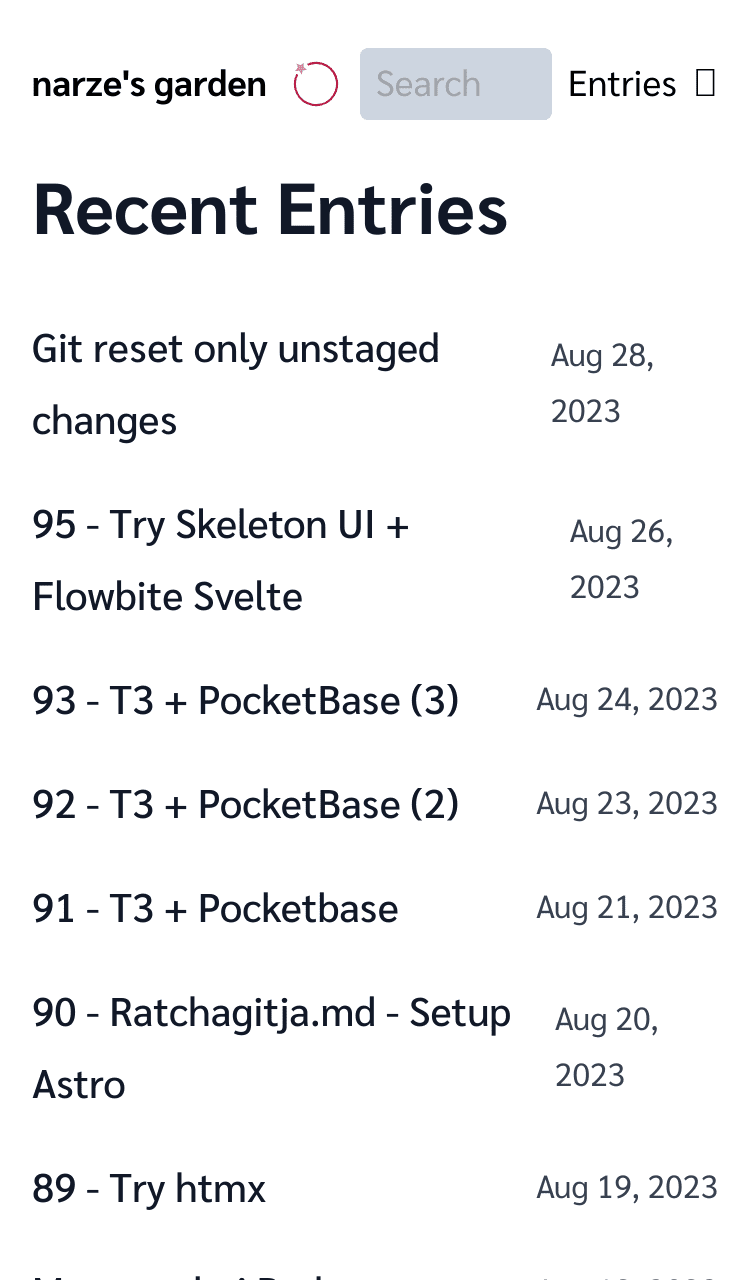 narze's garden Search Entries
Recent Entries
Git reset only unstaged
changes
Aug 28,
2023
95 - Try Skeleton UI +
Flowbite Svelte
Aug 26,
2023
93 - T3 + PocketBase (3) Aug 24, 2023
92 - T3 + PocketBase (2) Aug 23, 2023
91 - T3 + Pocketbase Aug 21, 2023
90 - Ratchagitja.md - Setup
Astro
Aug 20,
2023
89 - Try htmx Aug 19, 2023